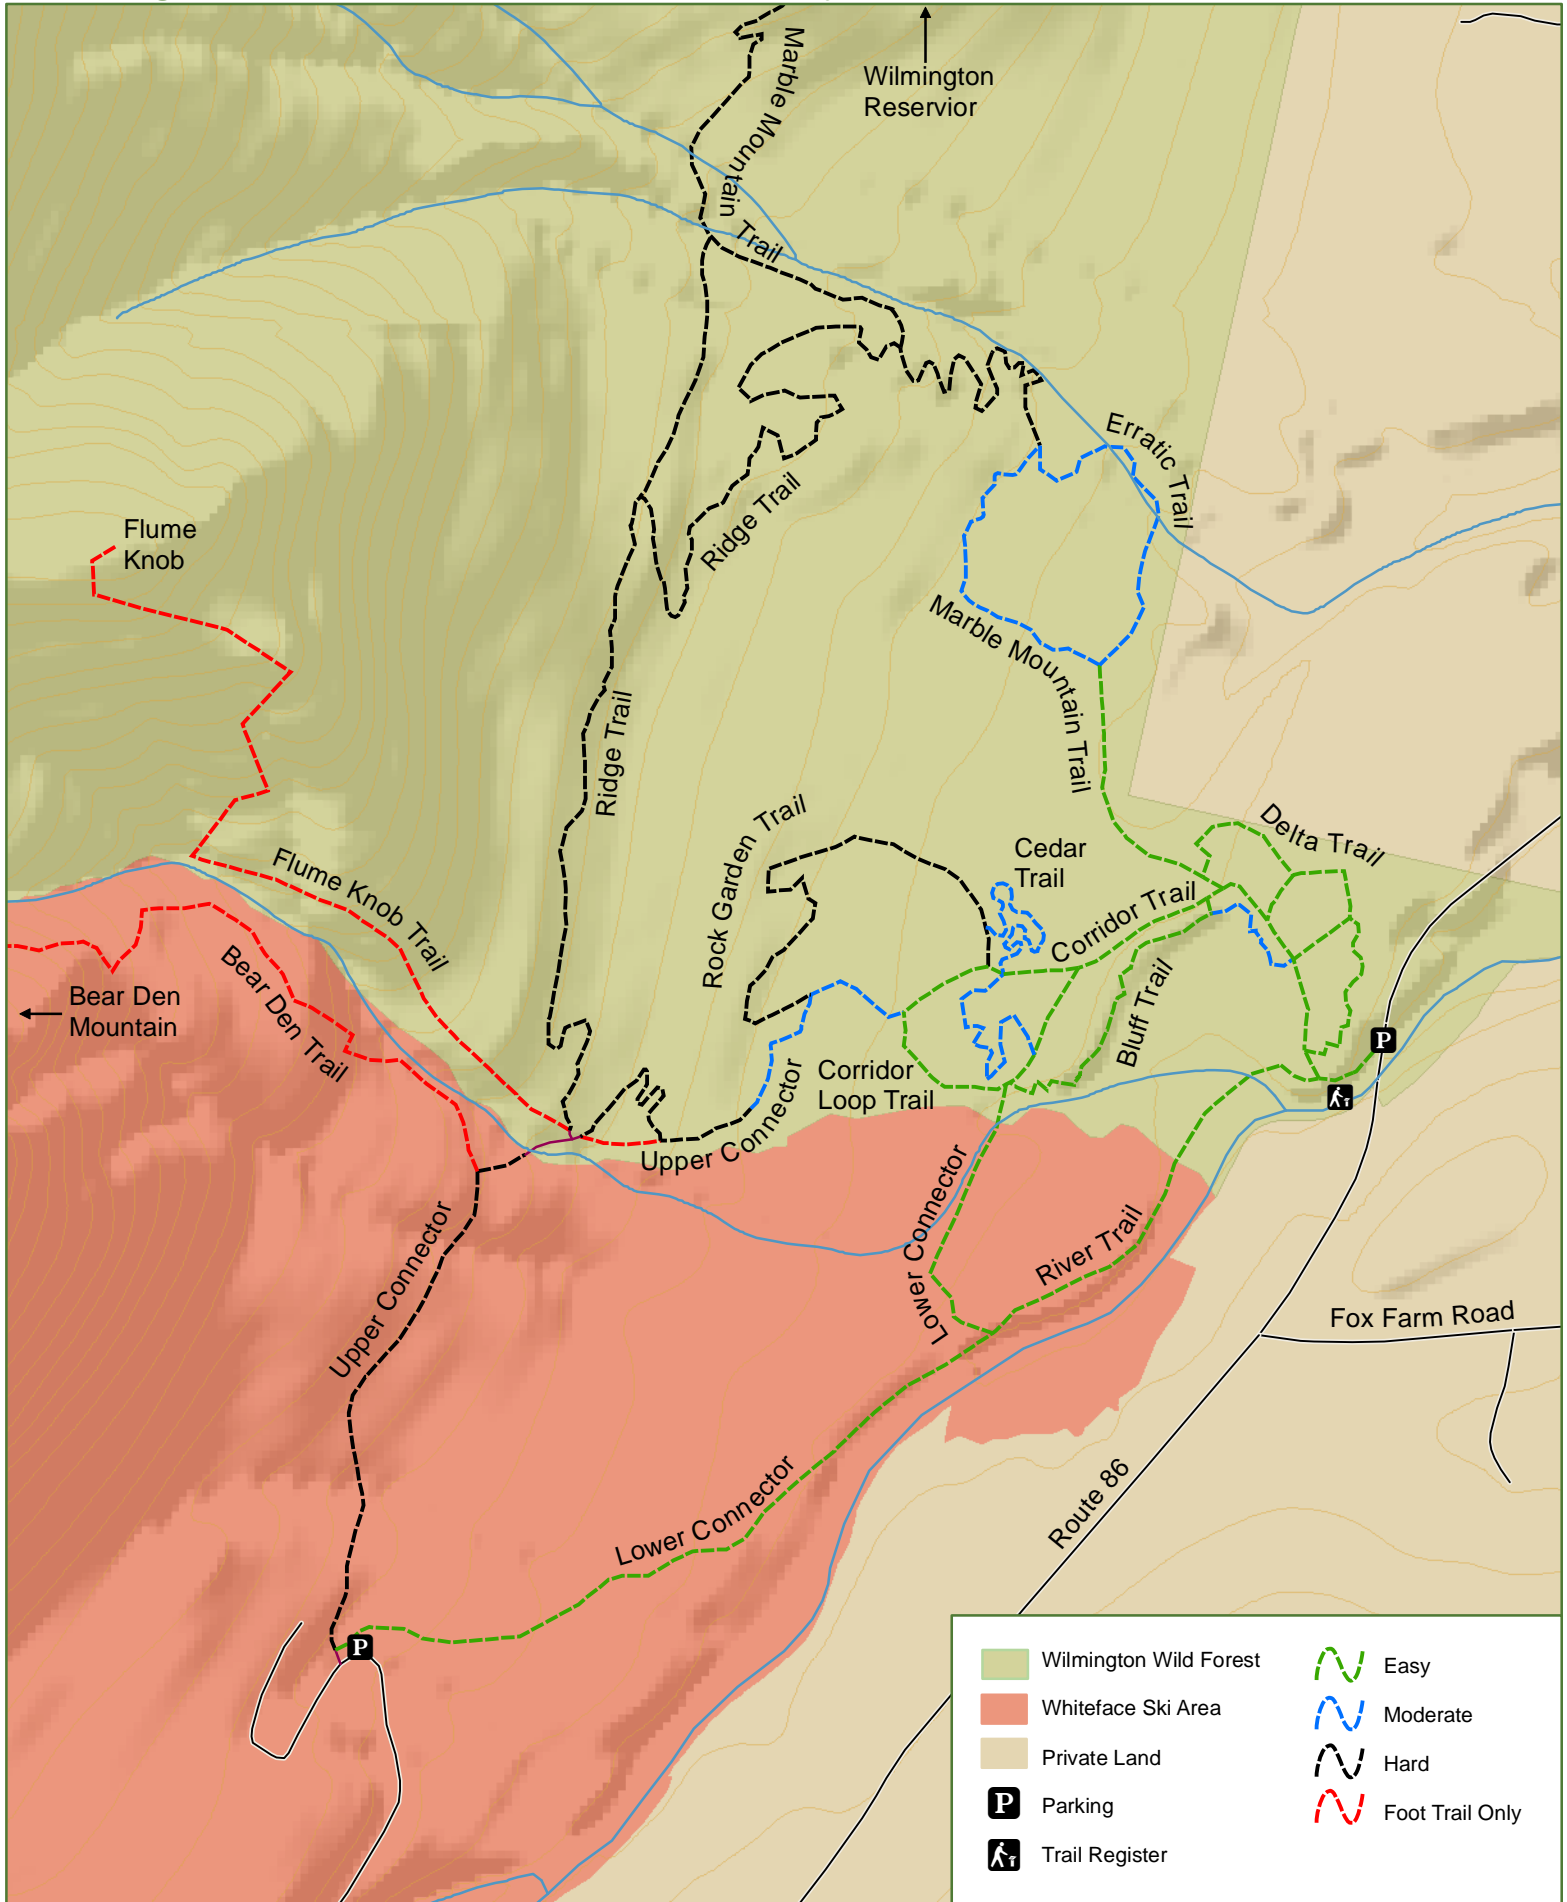 Marble Mountain Trail
Wilmington
Reservior
Erratic Trail
Ridge Trail
Flume
Knob
Marble Mountain Trail
Ridge Trail
Rock Garden Trail
Cedar
Trail
Delta Trail
Flume Knob Trail
Corridor Trail
Bear Den
Mountain
Bear Den Trail
Bluff Trail
P
Corridor
Loop Trail
Upper Connector
Lower Connector
River Trail
Upper Connector
Fox Farm Road
Lower Connector
Route 86
P
Wilmington Wild Forest
Whiteface Ski Area
Private Land
P Parking
Trail Register
Easy
Moderate
Hard
Foot Trail Only